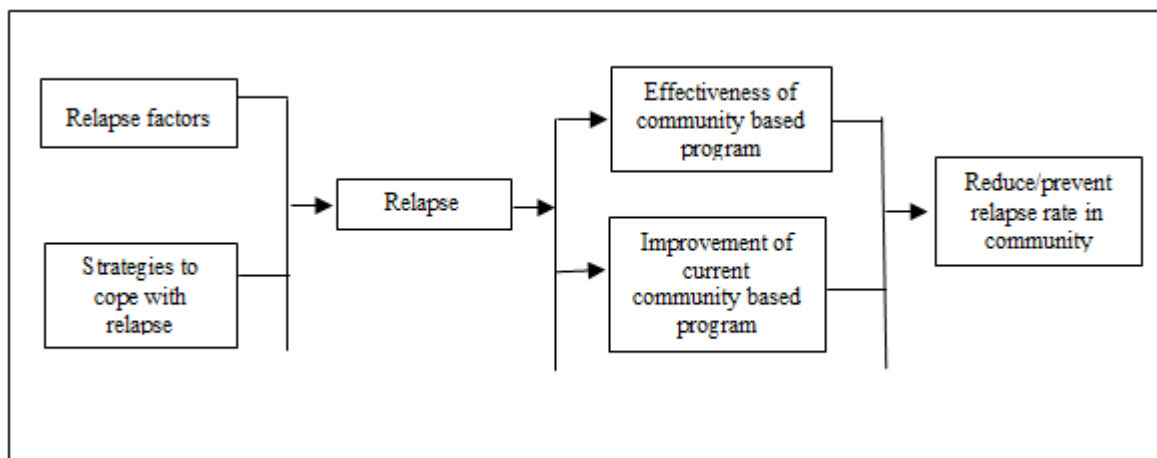 Relapse factors
Strategies to
cope with
relapse
Relapse
Effectiveness of
community based
program
Improvement of
current
community based
program
Reduce/prevent
relapse rate in
community